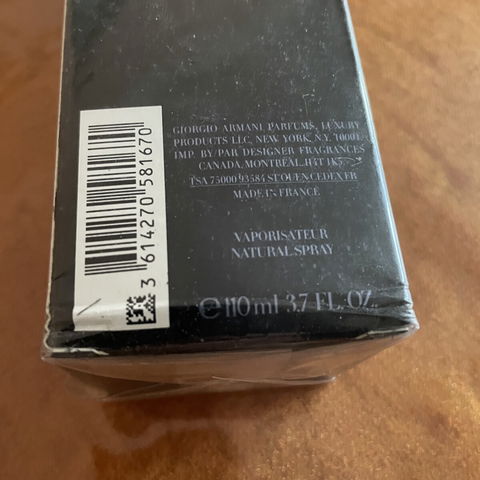 GIORGIO ARMANI PARFUMS, LUXURY
PRODUCTS LLC, NEW YORK, N.Y. 10001.
IMP. BY/PAR DESIGNER FRAGRANCES
CANADA, MONTRÉAL, H4T 1K5
TSA 75000 93584 ST OUEN CEDEX FR
MADE IN FRANCE
VAPORISATEUR
NATURAL SPRAY
℮ 110 ml 3.7 FL. OZ.
3 614270 581670